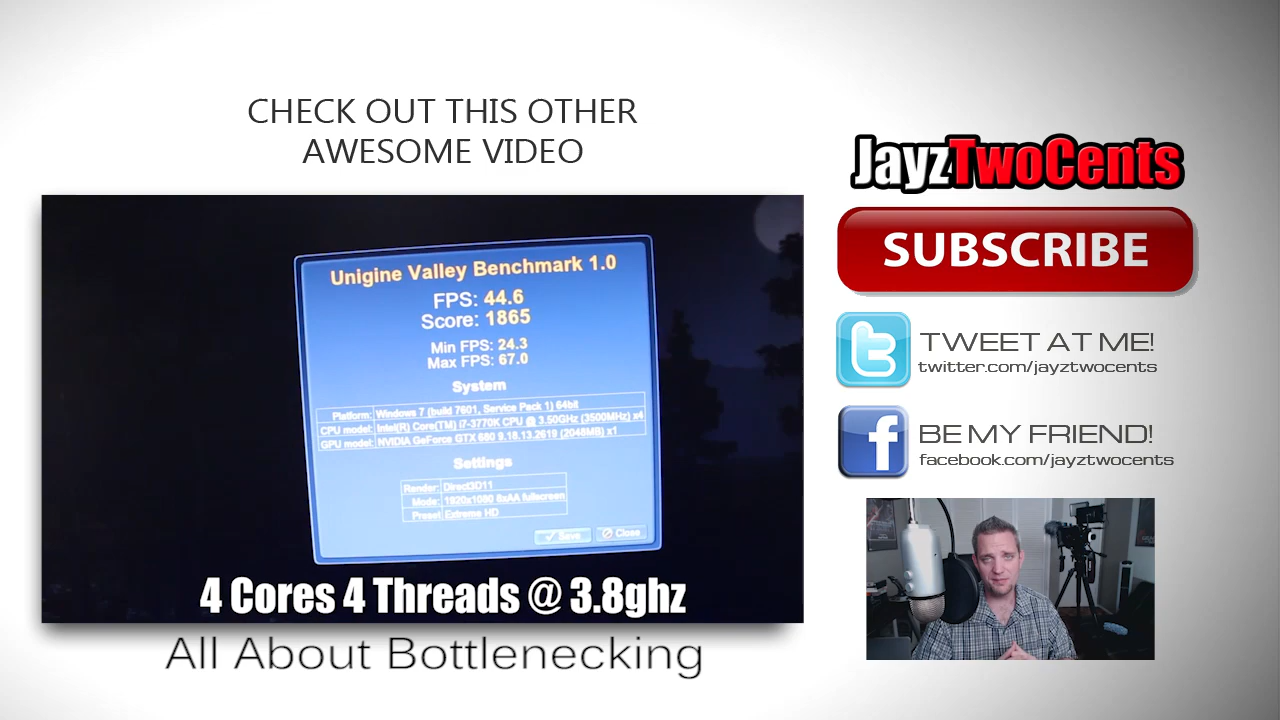 CHECK OUT THIS OTHER
AWESOME VIDEO
Unigine Valley Benchmark 1.0
FPS: 44.6
Score: 1865
Min FPS: 24.3
Max FPS: 67.0
System
Platform: Windows 7 (build 7601, Service Pack 1) 64bit
CPU model: Intel(R) Core(TM) i7-3770K CPU @ 3.50GHz (3500MHz) x4
GPU model: NVIDIA GeForce GTX 680 9.18.13.2619 (2048MB) x1
Settings
Render: Direct3D11
Mode: 1920x1080 8xAA fullscreen
Preset Extreme HD
Save Close
4 Cores 4 Threads @ 3.8ghz
All About Bottlenecking
JayzTwoCents
SUBSCRIBE
TWEET AT ME!
twitter.com/jayztwocents
BE MY FRIEND!
facebook.com/jayztwocents